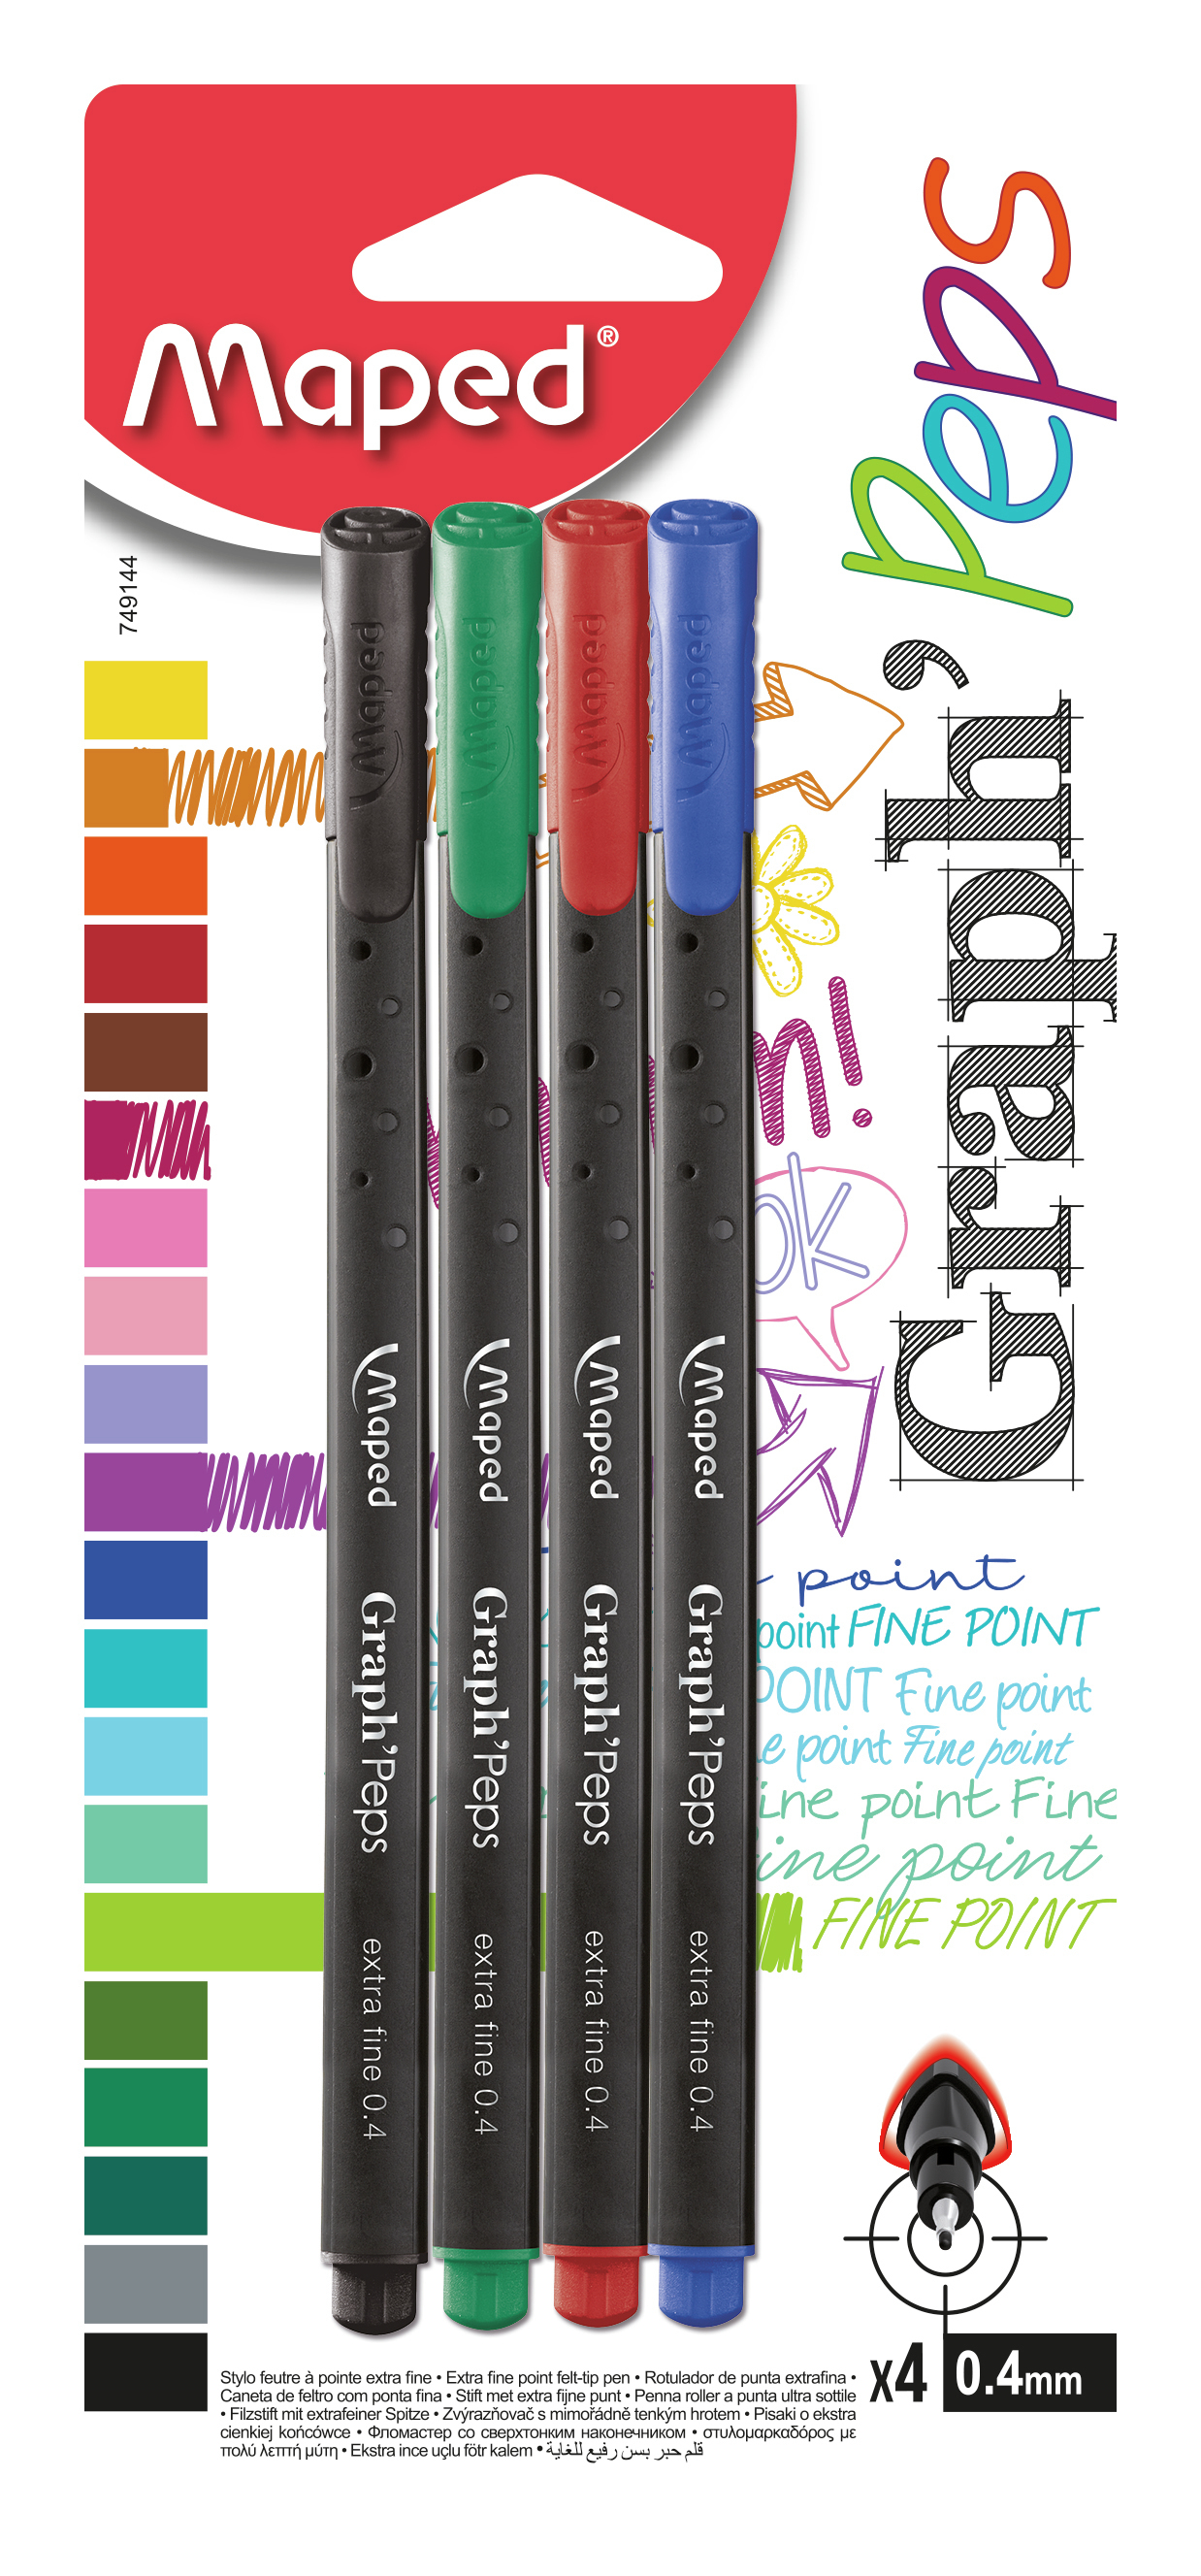 Maped®
749144
Graph’ peps
Maped
Maped
Maped
Maped
n!
OK
Maped
Maped
Maped
Maped
Graph’Peps
Graph’Peps
Graph’Peps
Graph’Peps
extra fine 0.4
extra fine 0.4
extra fine 0.4
extra fine 0.4
point
point FINE POINT
POINT Fine point
e point Fine point
ine point Fine
ine point
FINE POINT
x4 0.4mm
Stylo feutre à pointe extra fine • Extra fine point felt-tip pen • Rotulador de punta extrafina •
Caneta de feltro com ponta fina • Stift met extra fijne punt • Penna roller a punta ultra sottile
• Filzstift mit extrafeiner Spitze • Zvýrazňovač s mimořádně tenkým hrotem • Pisaki o ekstra
cienkiej końcówce • Фломастер со сверхтонким наконечником • στυλομαρκαδόρος με
πολύ λεπτή μύτη • Ekstra ince uçlu fötr kalem • قلم حبر بسن رفيع للغاية